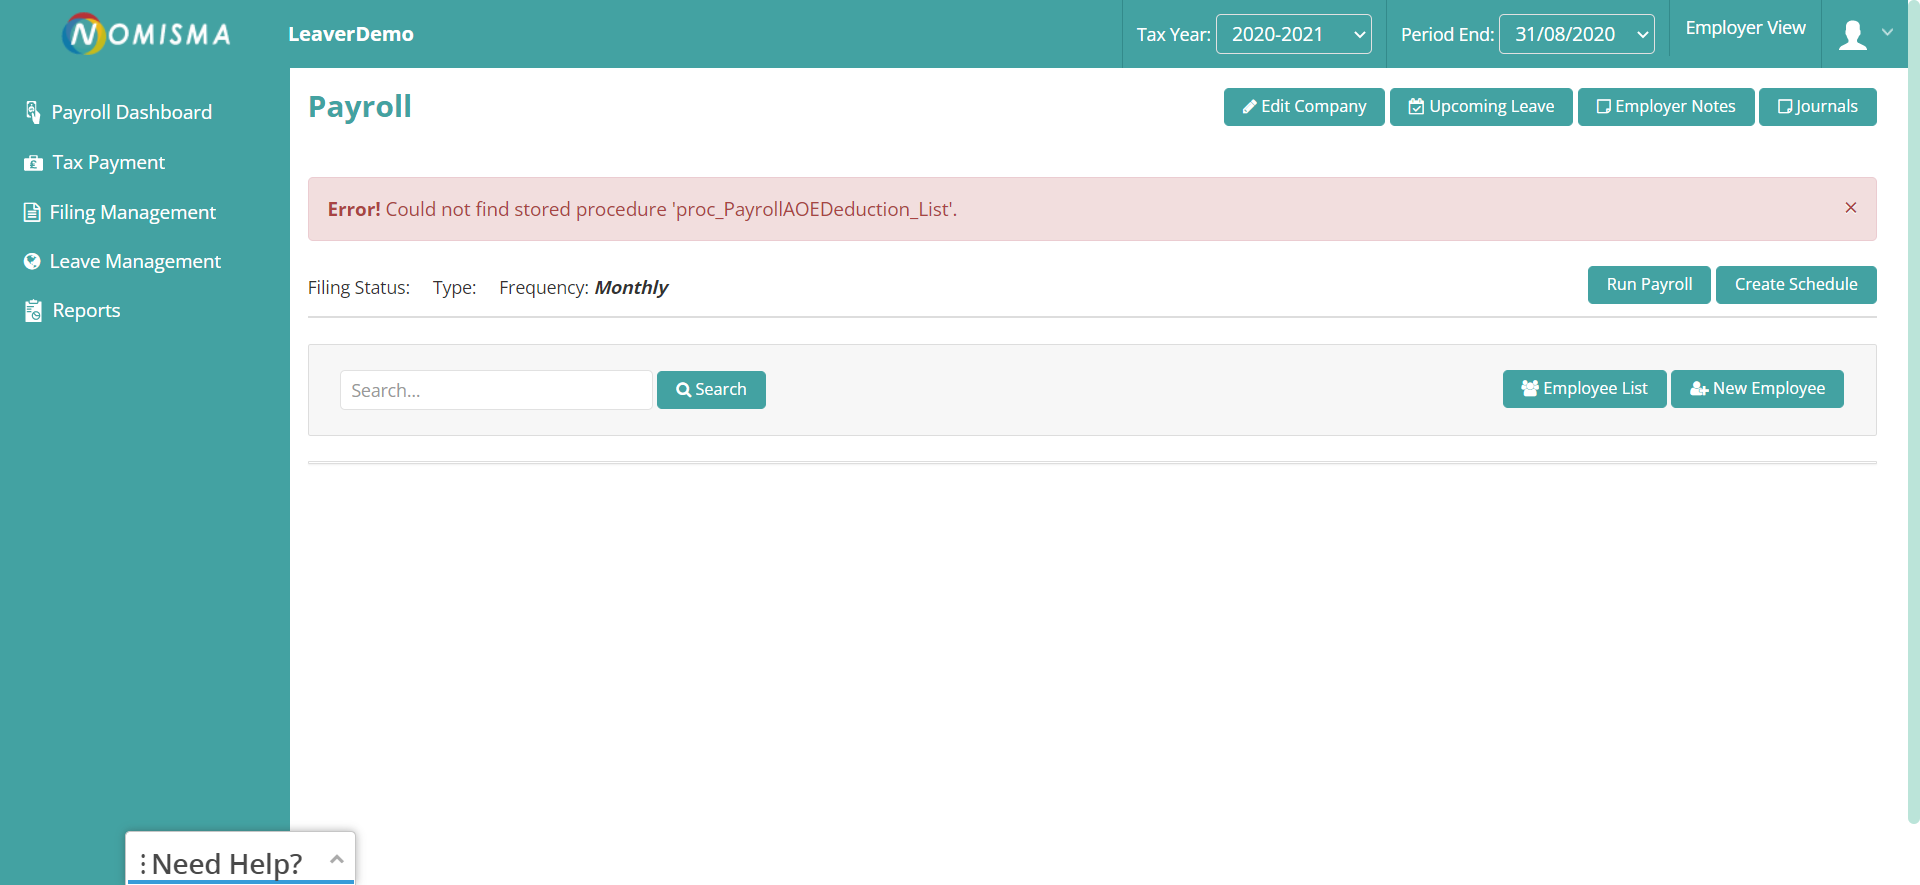 NOMISMA
LeaverDemo
Tax Year: 2020-2021
Period End: 31/08/2020
Employer View
Payroll Dashboard
Tax Payment
Filing Management
Leave Management
Reports
Payroll
Edit Company
Upcoming Leave
Employer Notes
Journals
Error! Could not find stored procedure 'proc_PayrollAOEDeduction_List'.
×
Filing Status: Type: Frequency: Monthly
Run Payroll
Create Schedule
Search...
Search
Employee List
New Employee
Need Help?